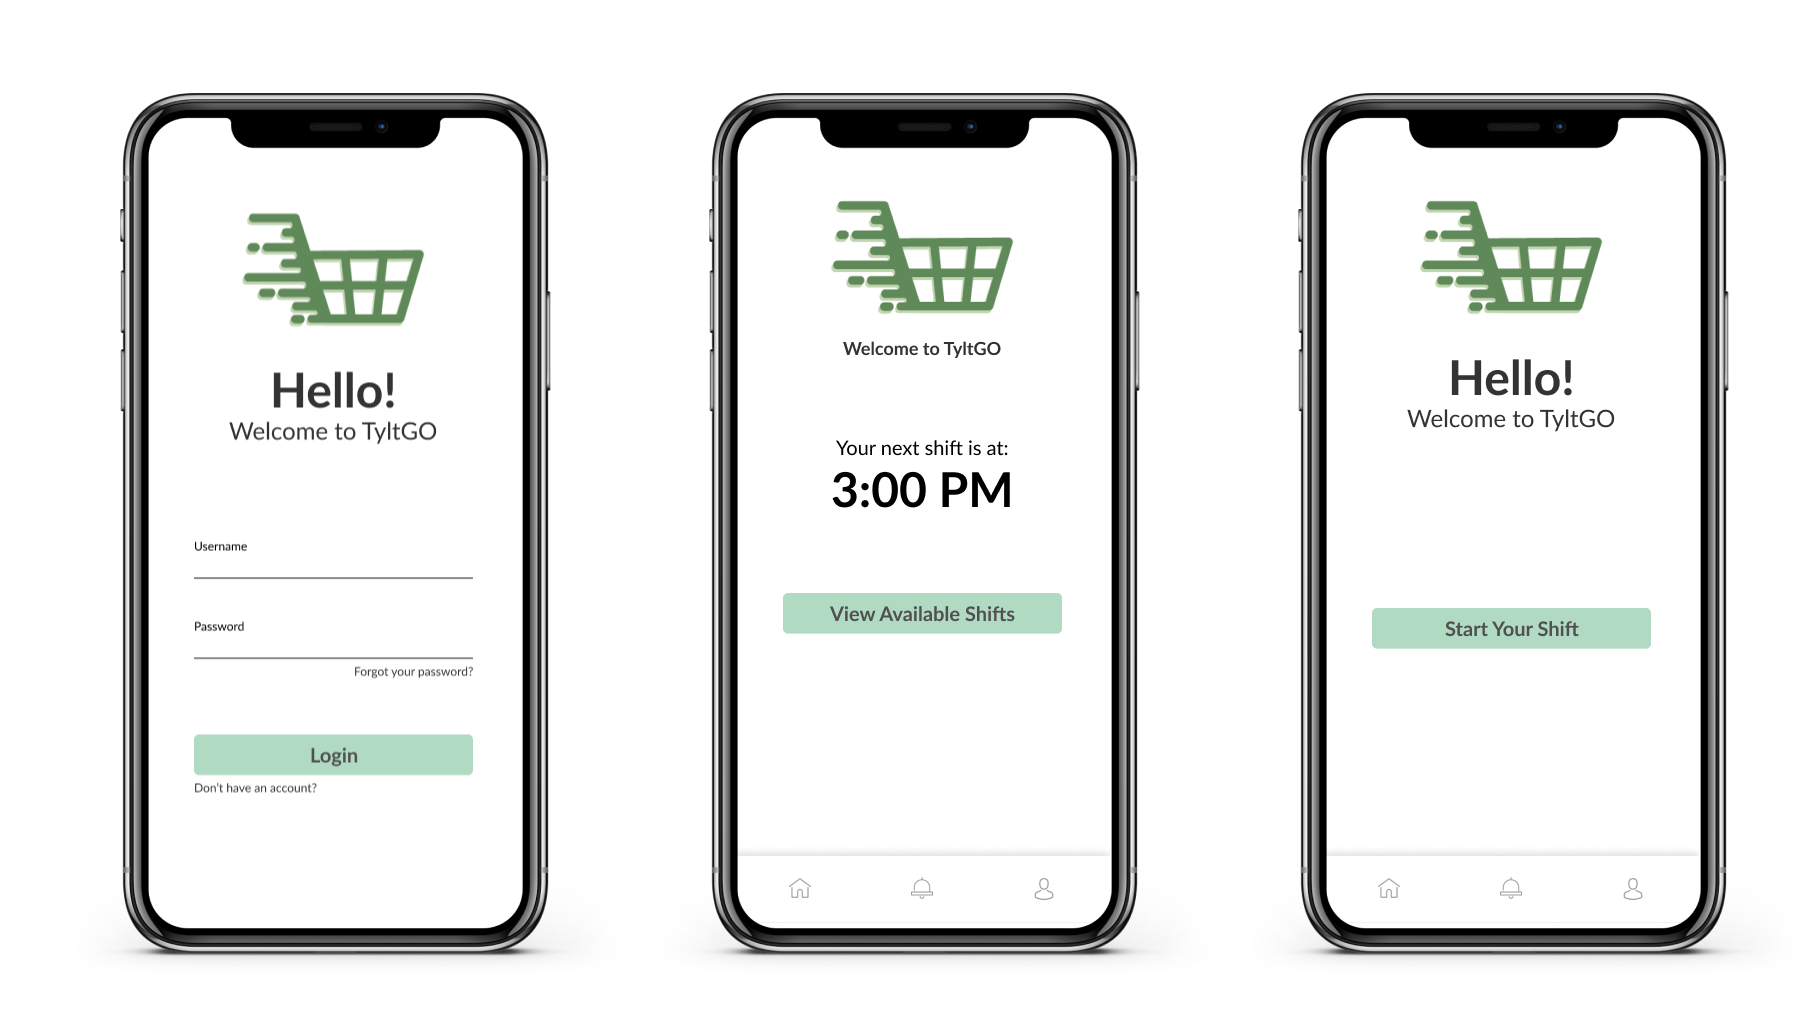 Hello!
Welcome to TyltGO
Username
Password
Forgot your password?
Login
Don't have an account?
Welcome to TyltGO
Your next shift is at:
3:00 PM
View Available Shifts
Hello!
Welcome to TyltGO
Start Your Shift